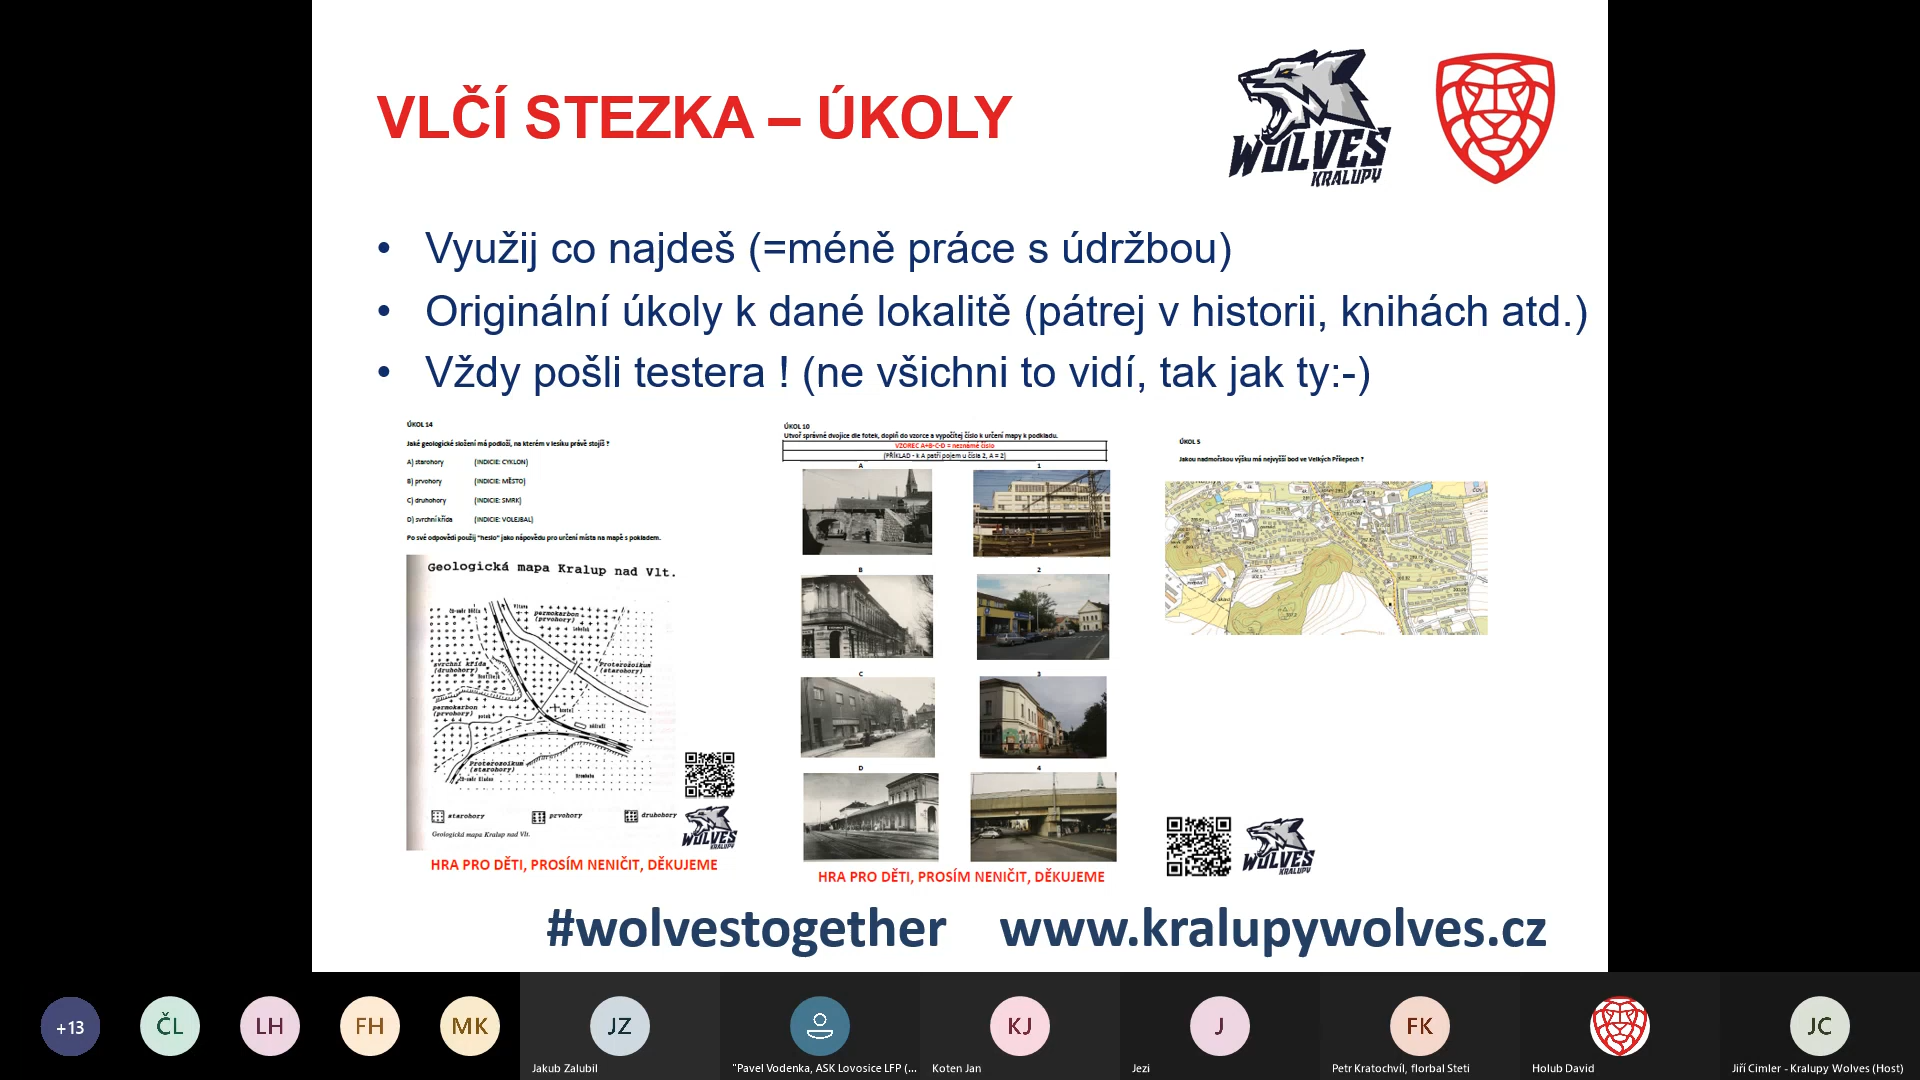 VLČÍ STEZKA – ÚKOLY
WOLVES
KRALUPY
• Využij co najdeš (=méně práce s údržbou)
• Originální úkoly k dané lokalitě (pátrej v historii, knihách atd.)
• Vždy pošli testera ! (ne všichni to vidí, tak jak ty:-)
ÚKOL 14
Jaké geologické složení má podloží, na kterém v lesíku právě stojíš ?
A) starohory (INDICIE: CYKLON)
B) prvohory (INDICIE: MĚSTO)
C) druhohory (INDICIE: SMRK)
D) svrchní křída (INDICIE: VOLEJBAL)
Po své odpovědi použij "heslo" jako nápovědu pro určení místa na mapě s pokladem.
Geologická mapa Kralup nad Vlt.
Vltava
permokarbon
(prvohory)
svrchní křída
(druhohory)
Proterozoikum
(starohory)
permokarbon
(prvohory)
potok
kostel
nádraží
Proterozoikum
(starohory)
starohory prvohory druhohory
Geologická mapa Kralup nad Vlt.
WOLVES
KRALUPY
HRA PRO DĚTI, PROSÍM NENIČIT, DĚKUJEME
ÚKOL 10
Utvoř správné dvojice dle fotek, doplň do vzorce a vypočítej číslo k určení mapy k podkladu.
VZOREC A+B-C-D = neznámé číslo
(PŘÍKLAD - k A patří pojem u čísla 2, A = 2)
A 1
B 2
C 3
D 4
HRA PRO DĚTI, PROSÍM NENIČIT, DĚKUJEME
ÚKOL 5
Jakou nadmořskou výšku má nejvyšší bod ve Velkých Přílepech ?
WOLVES
KRALUPY
#wolvestogether www.kralupywolves.cz
+13
ČL
LH
FH
MK
JZ
Jakub Zalubil
"Pavel Vodenka, ASK Lovosice LFP (...
KJ
Koten Jan
J
Jezi
FK
Petr Kratochvíl, florbal Steti
Holub David
JC
Jiří Cimler - Kralupy Wolves (Host)